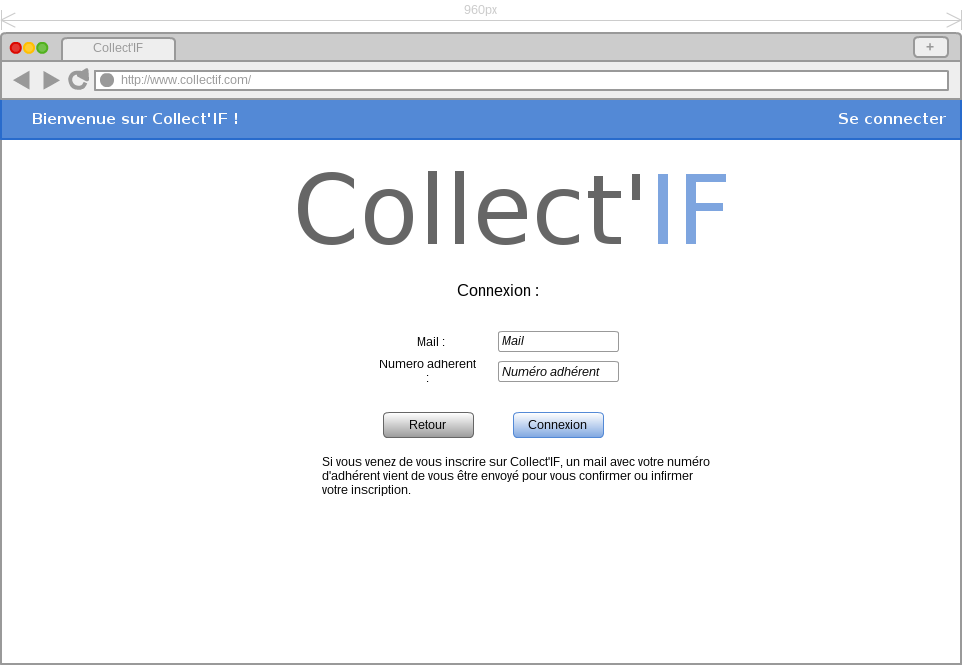 960px
Collect'IF
+
http://www.collectif.com/
Bienvenue sur Collect'IF !
Se connecter
Collect'IF
Connexion :
Mail :
Mail
Numero adherent
:
Numéro adhérent
Retour
Connexion
Si vous venez de vous inscrire sur Collect'IF, un mail avec votre numéro
d'adhérent vient de vous être envoyé pour vous confirmer ou infirmer
votre inscription.